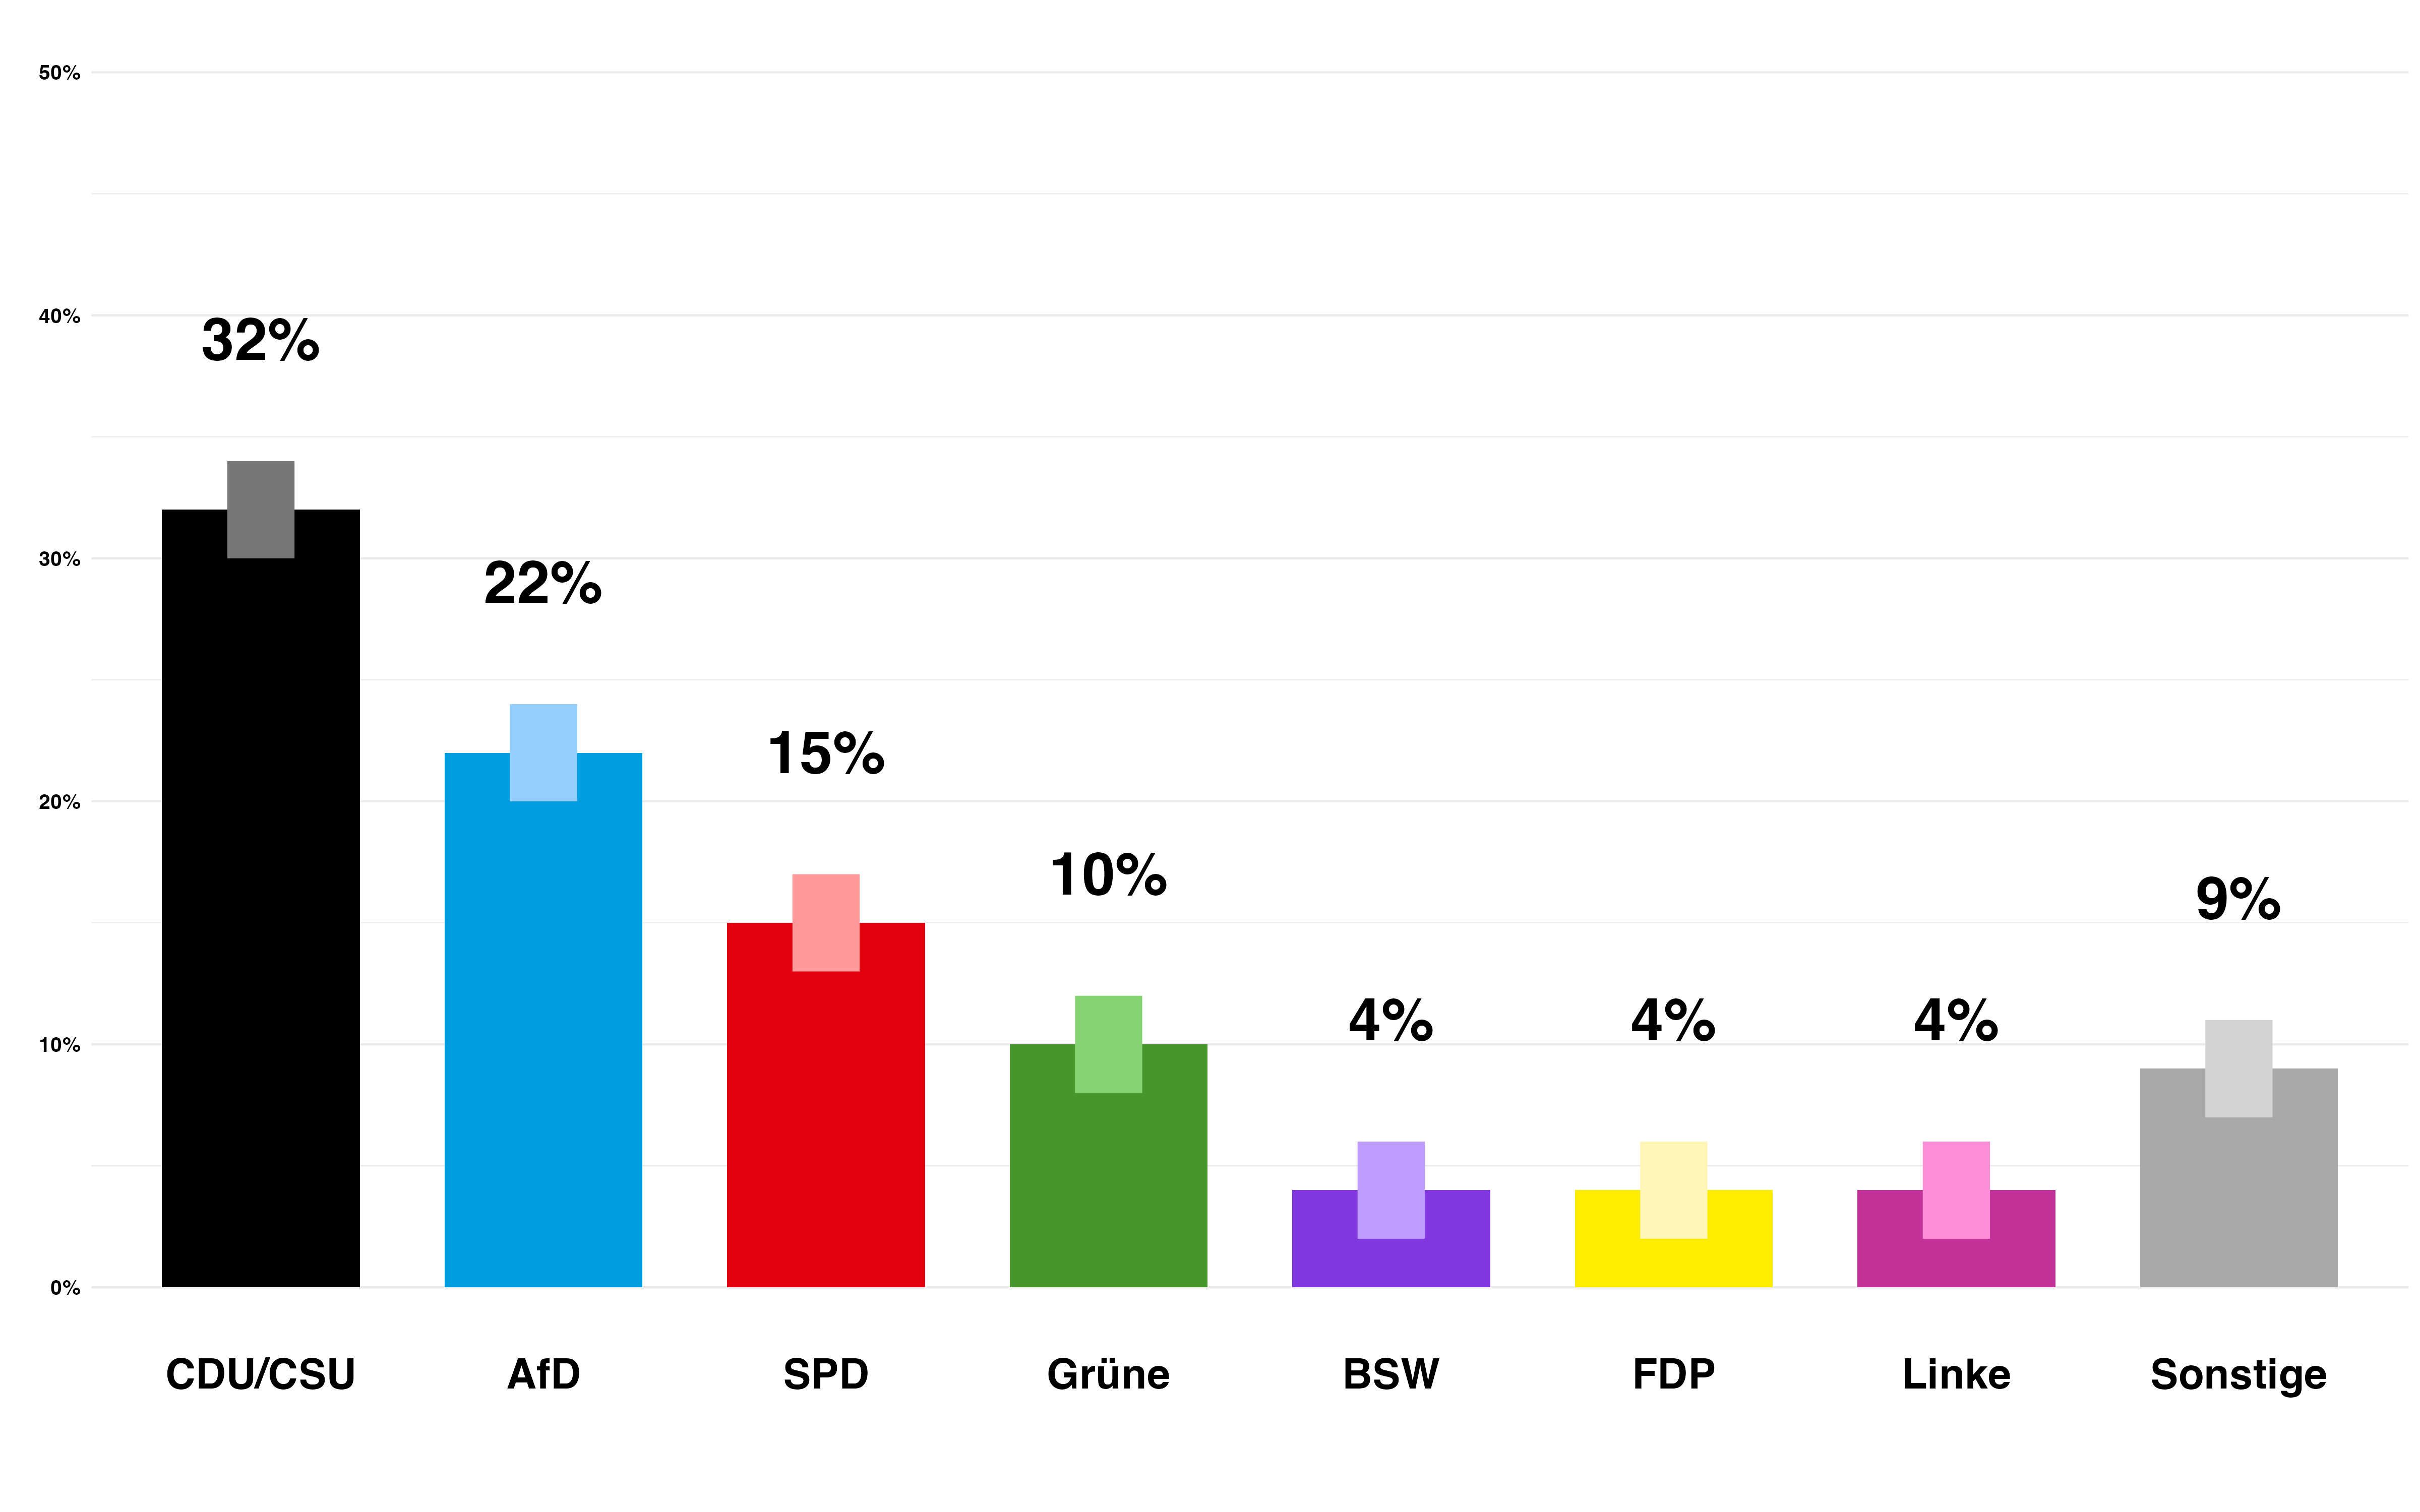 50%
40%
30%
20%
10%
0%
32%
22%
15%
10%
4%
4%
4%
9%
CDU/CSU
AfD
SPD
Grüne
BSW
FDP
Linke
Sonstige